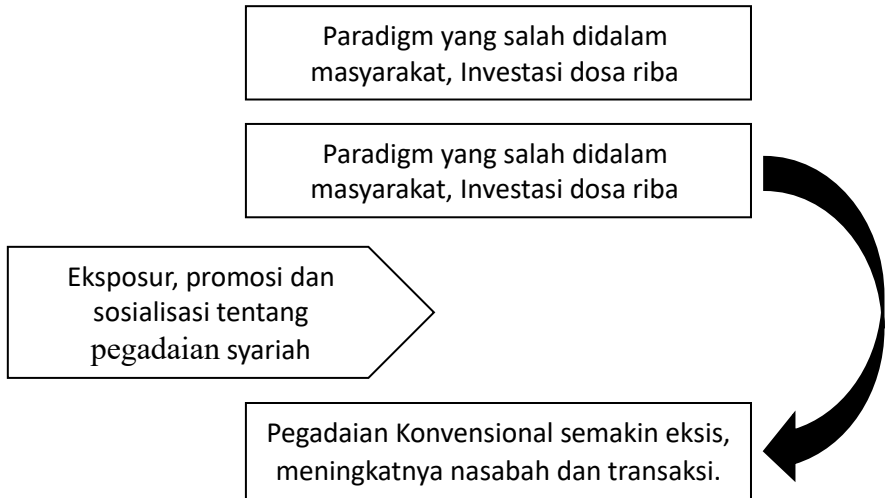 Paradigm yang salah didalam
masyarakat, Investasi dosa riba
Paradigm yang salah didalam
masyarakat, Investasi dosa riba
Eksposur, promosi dan
sosialisasi tentang
pegadaian syariah
Pegadaian Konvensional semakin eksis,
meningkatnya nasabah dan transaksi.